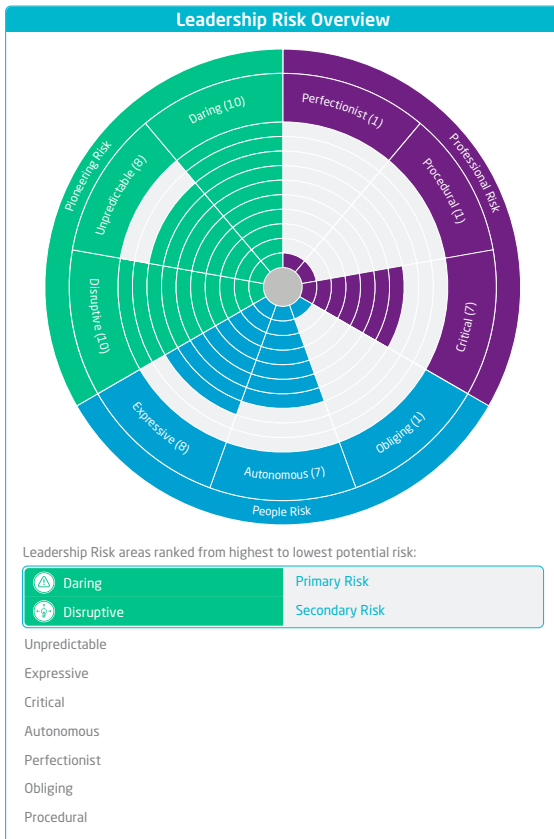 Leadership Risk Overview
Pioneering Risk
Professional Risk
People Risk
Daring (10)
Perfectionist (1)
Unpredictable (8)
Procedural (1)
Disruptive (10)
Critical (7)
Expressive (8)
Autonomous (7)
Obliging (1)
Leadership Risk areas ranked from highest to lowest potential risk:
Daring Primary Risk
Disruptive Secondary Risk
Unpredictable
Expressive
Critical
Autonomous
Perfectionist
Obliging
Procedural